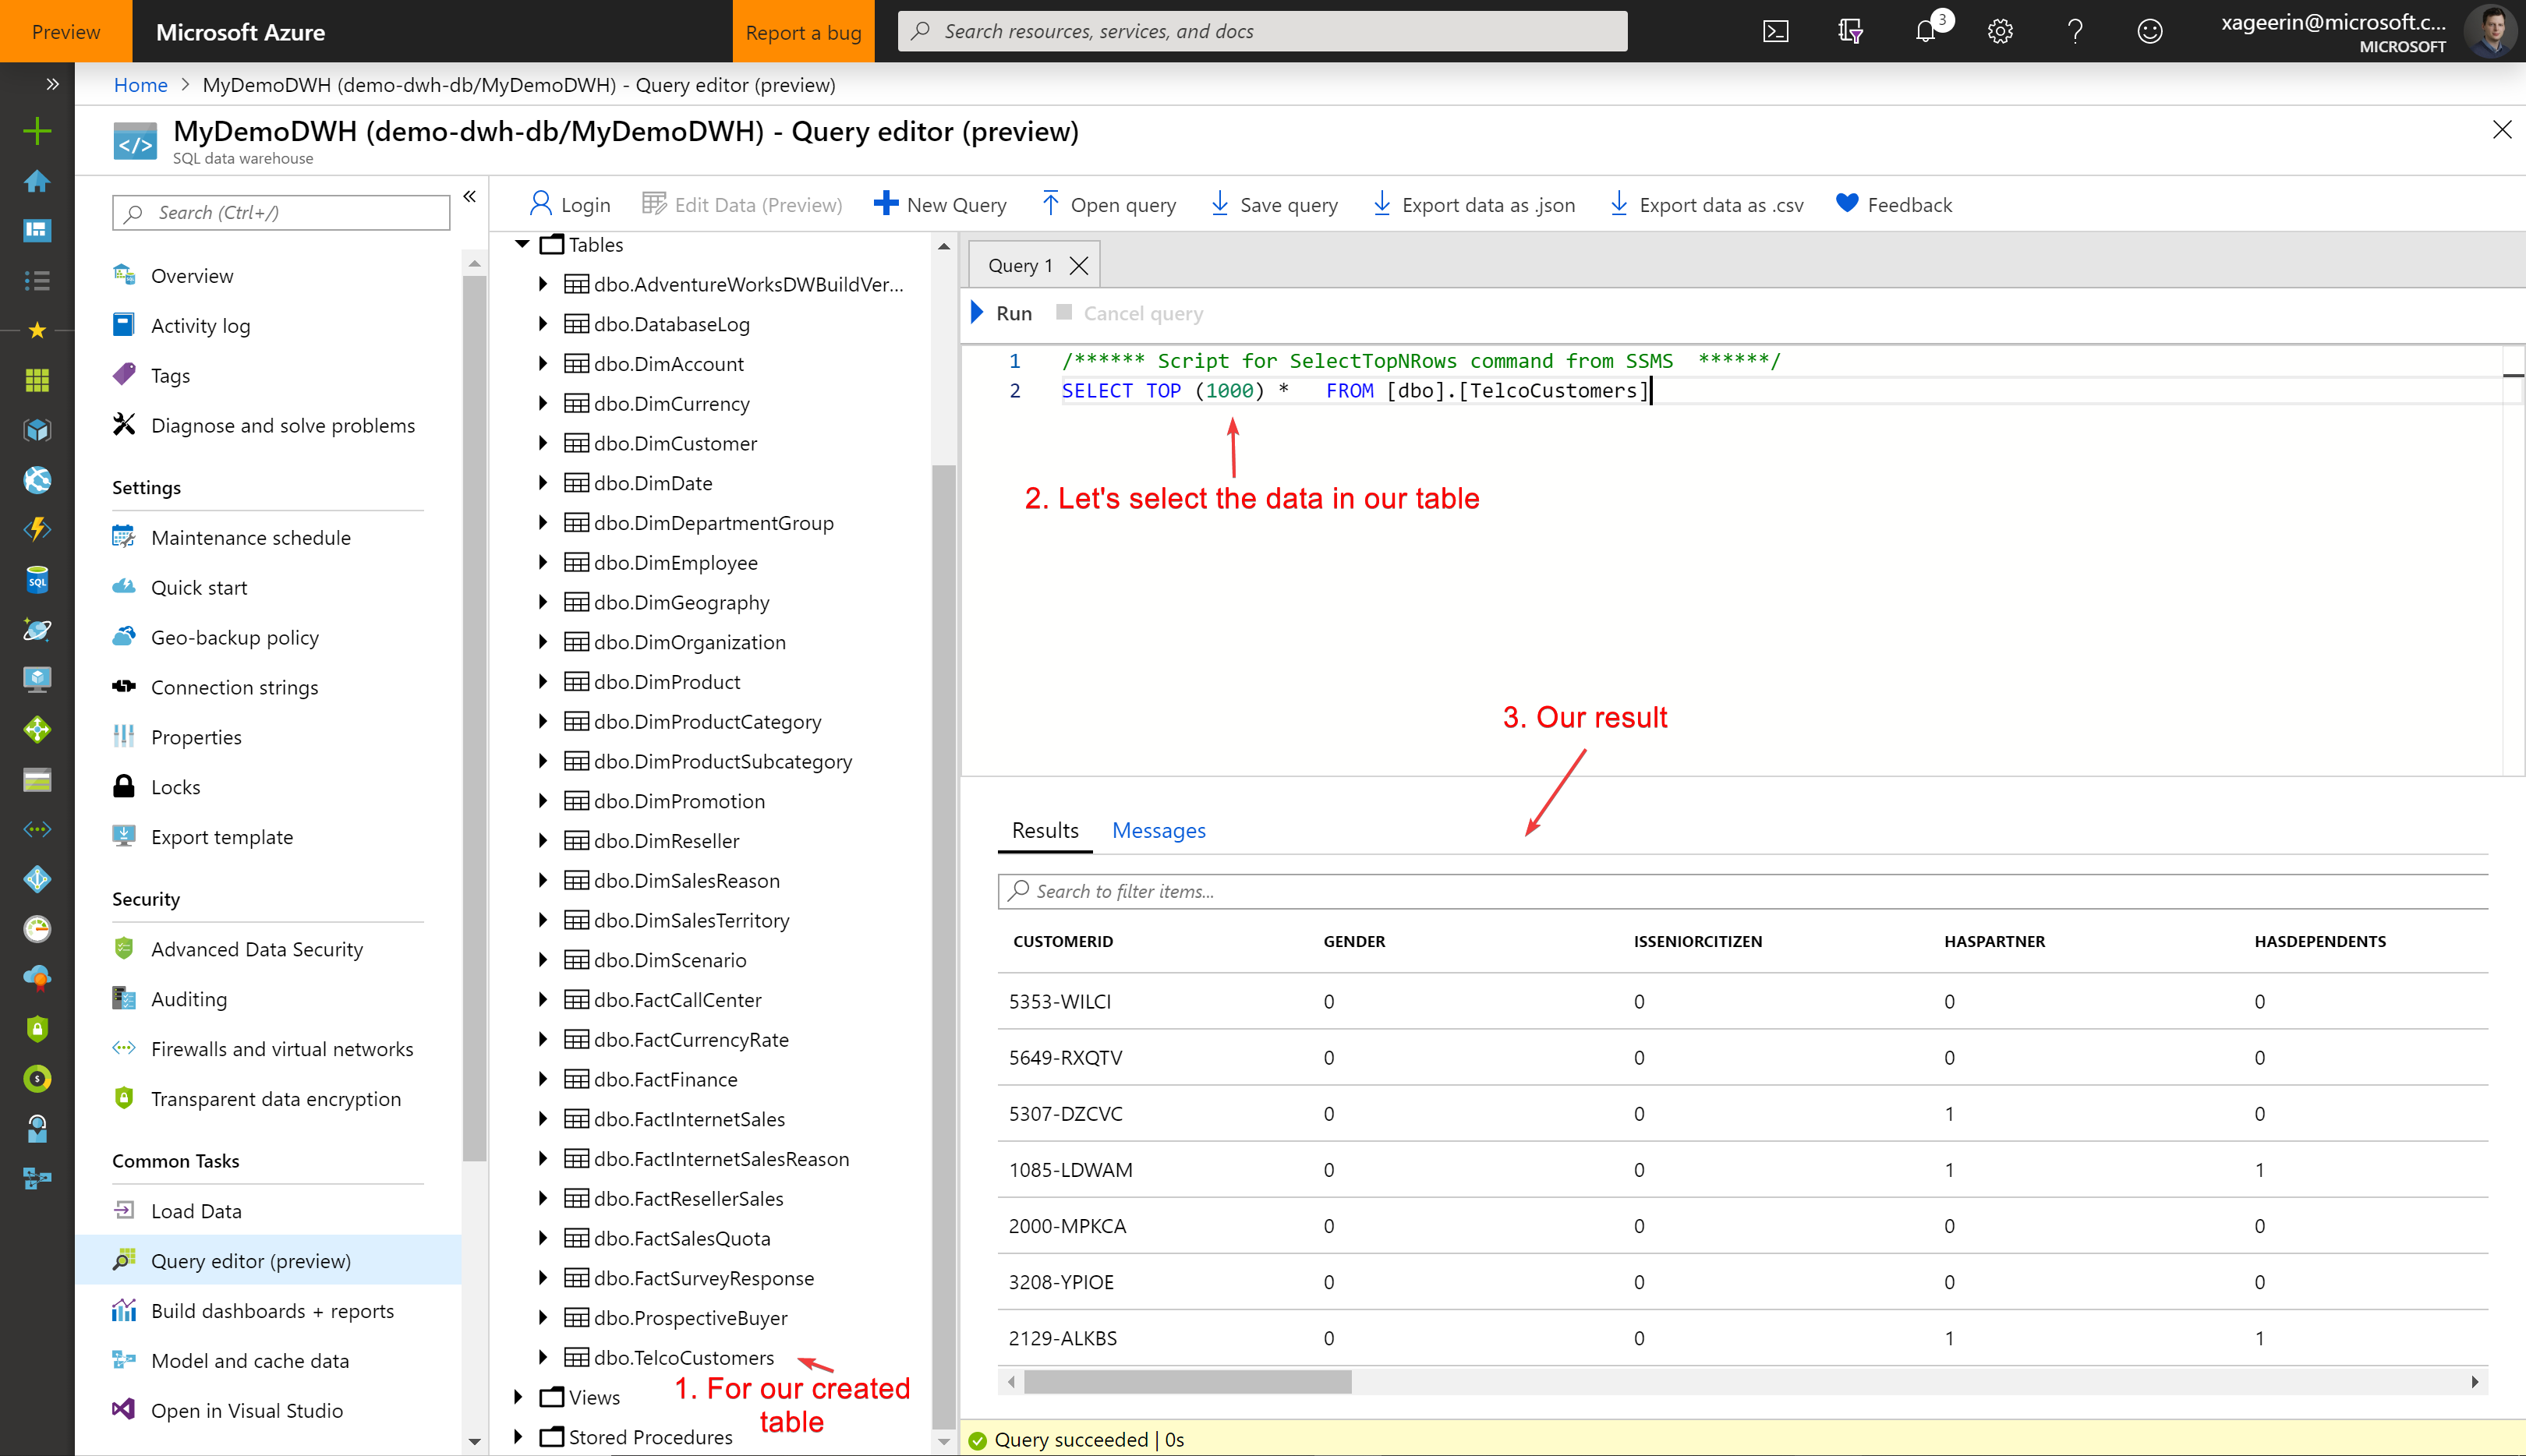 Preview
Microsoft Azure
Report a bug
Search resources, services, and docs
3
xageerin@microsoft.c...
MICROSOFT
Home > MyDemoDWH (demo-dwh-db/MyDemoDWH) - Query editor (preview)
MyDemoDWH (demo-dwh-db/MyDemoDWH) - Query editor (preview)
SQL data warehouse
Search (Ctrl+/)
Overview
Activity log
Tags
Diagnose and solve problems
Settings
Maintenance schedule
Quick start
Geo-backup policy
Connection strings
Properties
Locks
Export template
Security
Advanced Data Security
Auditing
Firewalls and virtual networks
Transparent data encryption
Common Tasks
Load Data
Query editor (preview)
Build dashboards + reports
Model and cache data
Open in Visual Studio
SQL
Login
Edit Data (Preview)
New Query
Open query
Save query
Export data as .json
Export data as .csv
Feedback
Tables
dbo.AdventureWorksDWBuildVer...
dbo.DatabaseLog
dbo.DimAccount
dbo.DimCurrency
dbo.DimCustomer
dbo.DimDate
dbo.DimDepartmentGroup
dbo.DimEmployee
dbo.DimGeography
dbo.DimOrganization
dbo.DimProduct
dbo.DimProductCategory
dbo.DimProductSubcategory
dbo.DimPromotion
dbo.DimReseller
dbo.DimSalesReason
dbo.DimSalesTerritory
dbo.DimScenario
dbo.FactCallCenter
dbo.FactCurrencyRate
dbo.FactFinance
dbo.FactInternetSales
dbo.FactInternetSalesReason
dbo.FactResellerSales
dbo.FactSalesQuota
dbo.FactSurveyResponse
dbo.ProspectiveBuyer
dbo.TelcoCustomers
1. For our created
table
Views
Stored Procedures
Query 1
Run
Cancel query
1 /****** Script for SelectTopNRows command from SSMS ******/
2 SELECT TOP (1000) * FROM [dbo].[TelcoCustomers]
2. Let's select the data in our table
3. Our result
Results
Messages
Search to filter items...
CUSTOMERID GENDER ISSENIORCITIZEN HASPARTNER HASDEPENDENTS
5353-WILCI 0 0 0 0
5649-RXQTV 0 0 0 0
5307-DZCVC 0 0 1 0
1085-LDWAM 0 0 1 1
2000-MPKCA 0 0 0 0
3208-YPIOE 0 0 0 0
2129-ALKBS 0 0 1 1
Query succeeded | 0s